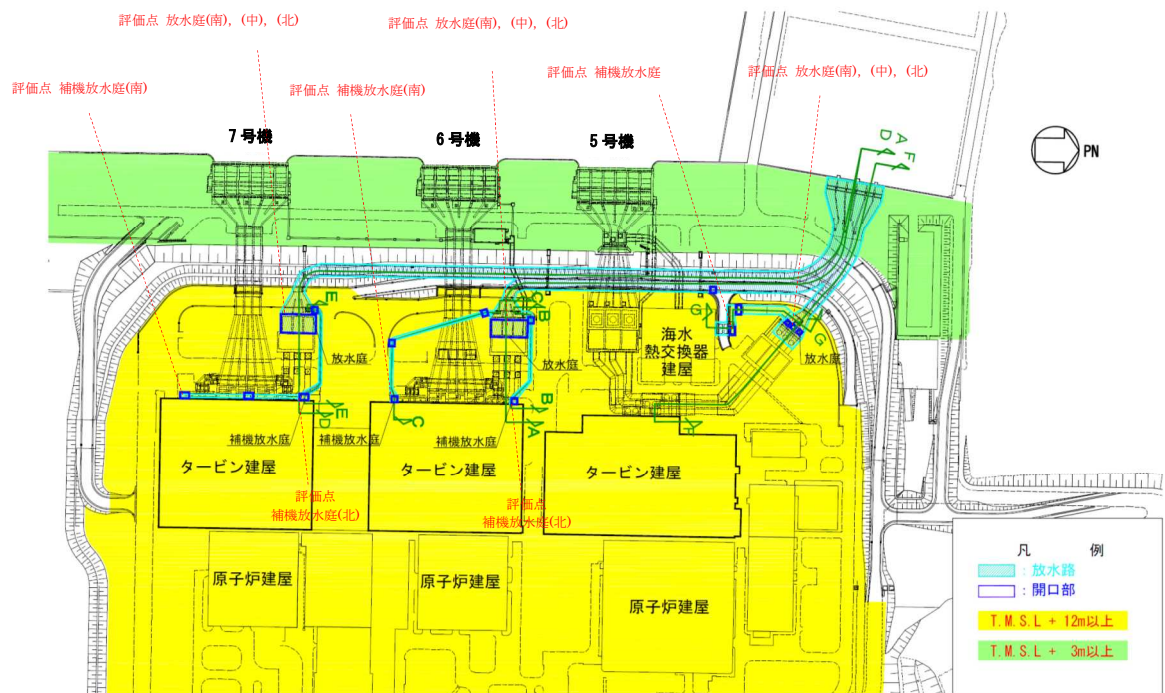 評価点 放水庭(南), (中), (北)
評価点 放水庭(南), (中), (北)
評価点 補機放水庭
評価点 放水庭(南), (中), (北)
評価点 補機放水庭(南)
評価点 補機放水庭(南)
7号機
6号機
5号機
PN
D
A
F
E
C
B
G
G
海水
熱交換器
建屋
放水庭
放水庭
放水庭
E
D
C
B
A
補機放水庭
補機放水庭
補機放水庭
タービン建屋
タービン建屋
タービン建屋
評価点
補機放水庭(北)
評価点
補機放水庭(北)
原子炉建屋
原子炉建屋
原子炉建屋
凡 例
:放水路
:開口部
T.M.S.L + 12m以上
T.M.S.L + 3m以上